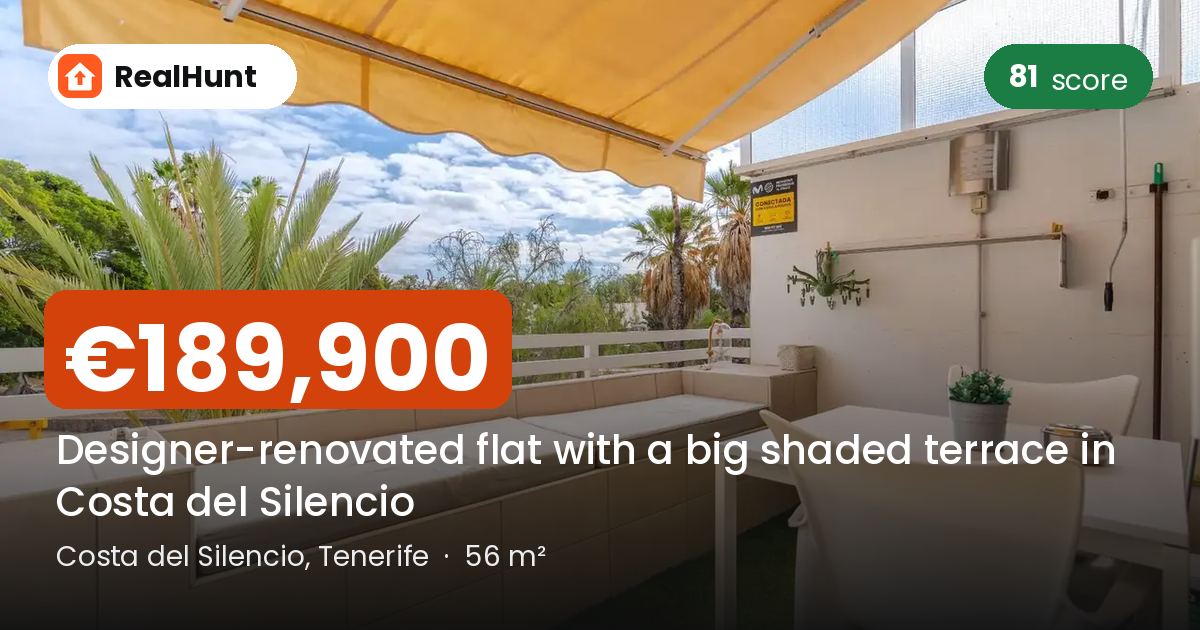 RealHunt
81 score
CONECTADA
€189,900
Designer-renovated flat with a big shaded terrace in
Costa del Silencio
Costa del Silencio, Tenerife · 56 m²